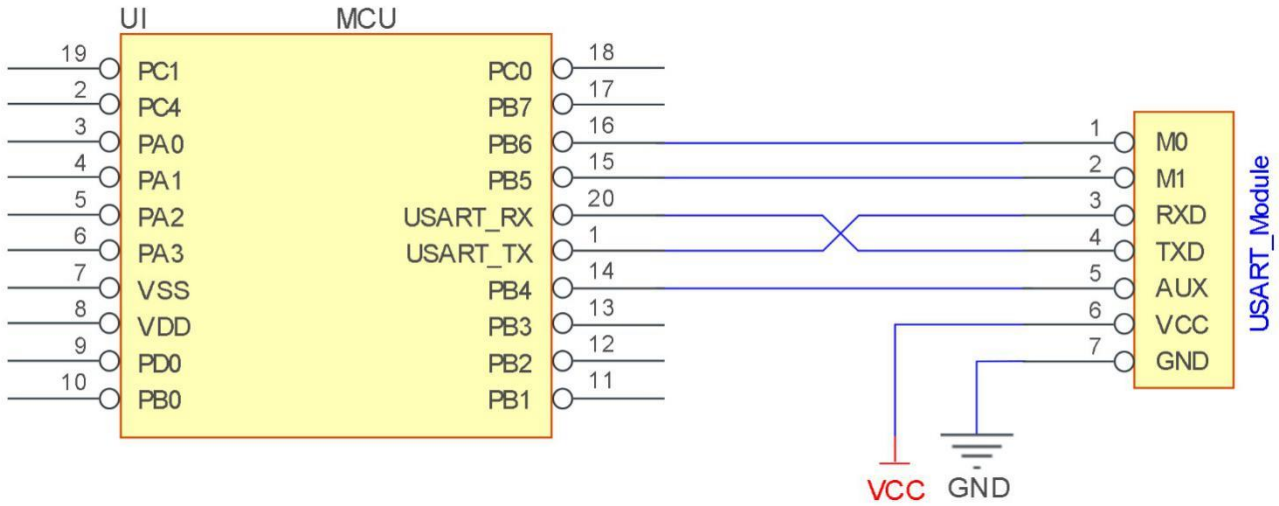 UI MCU
19 PC1 PC0 18
2 PC4 PB7 17
3 PA0 PB6 16 1 M0
4 PA1 PB5 15 2 M1
5 PA2 USART_RX 20 3 RXD
6 PA3 USART_TX 1 4 TXD
7 VSS PB4 14 5 AUX
8 VDD PB3 13 6 VCC
9 PD0 PB2 12 7 GND
10 PB0 PB1 11
USART_Module
VCC GND